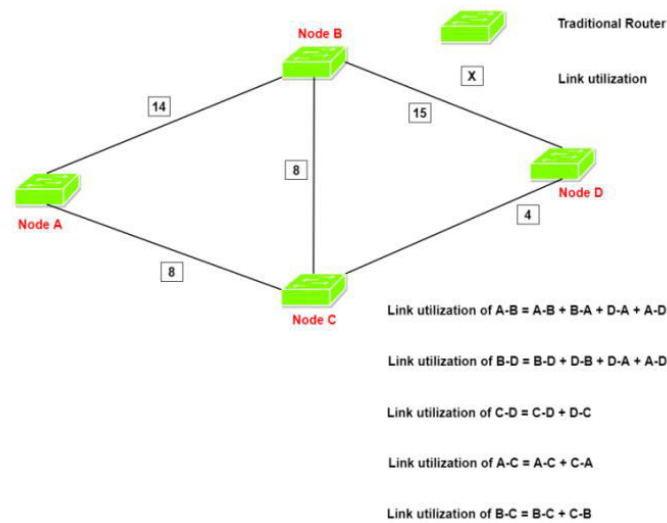 Node B
Traditional Router
X
Link utilization
14
15
8
Node D
Node A
4
8
Node C
Link utilization of A-B = A-B + B-A + D-A + A-D
Link utilization of B-D = B-D + D-B + D-A + A-D
Link utilization of C-D = C-D + D-C
Link utilization of A-C = A-C + C-A
Link utilization of B-C = B-C + C-B